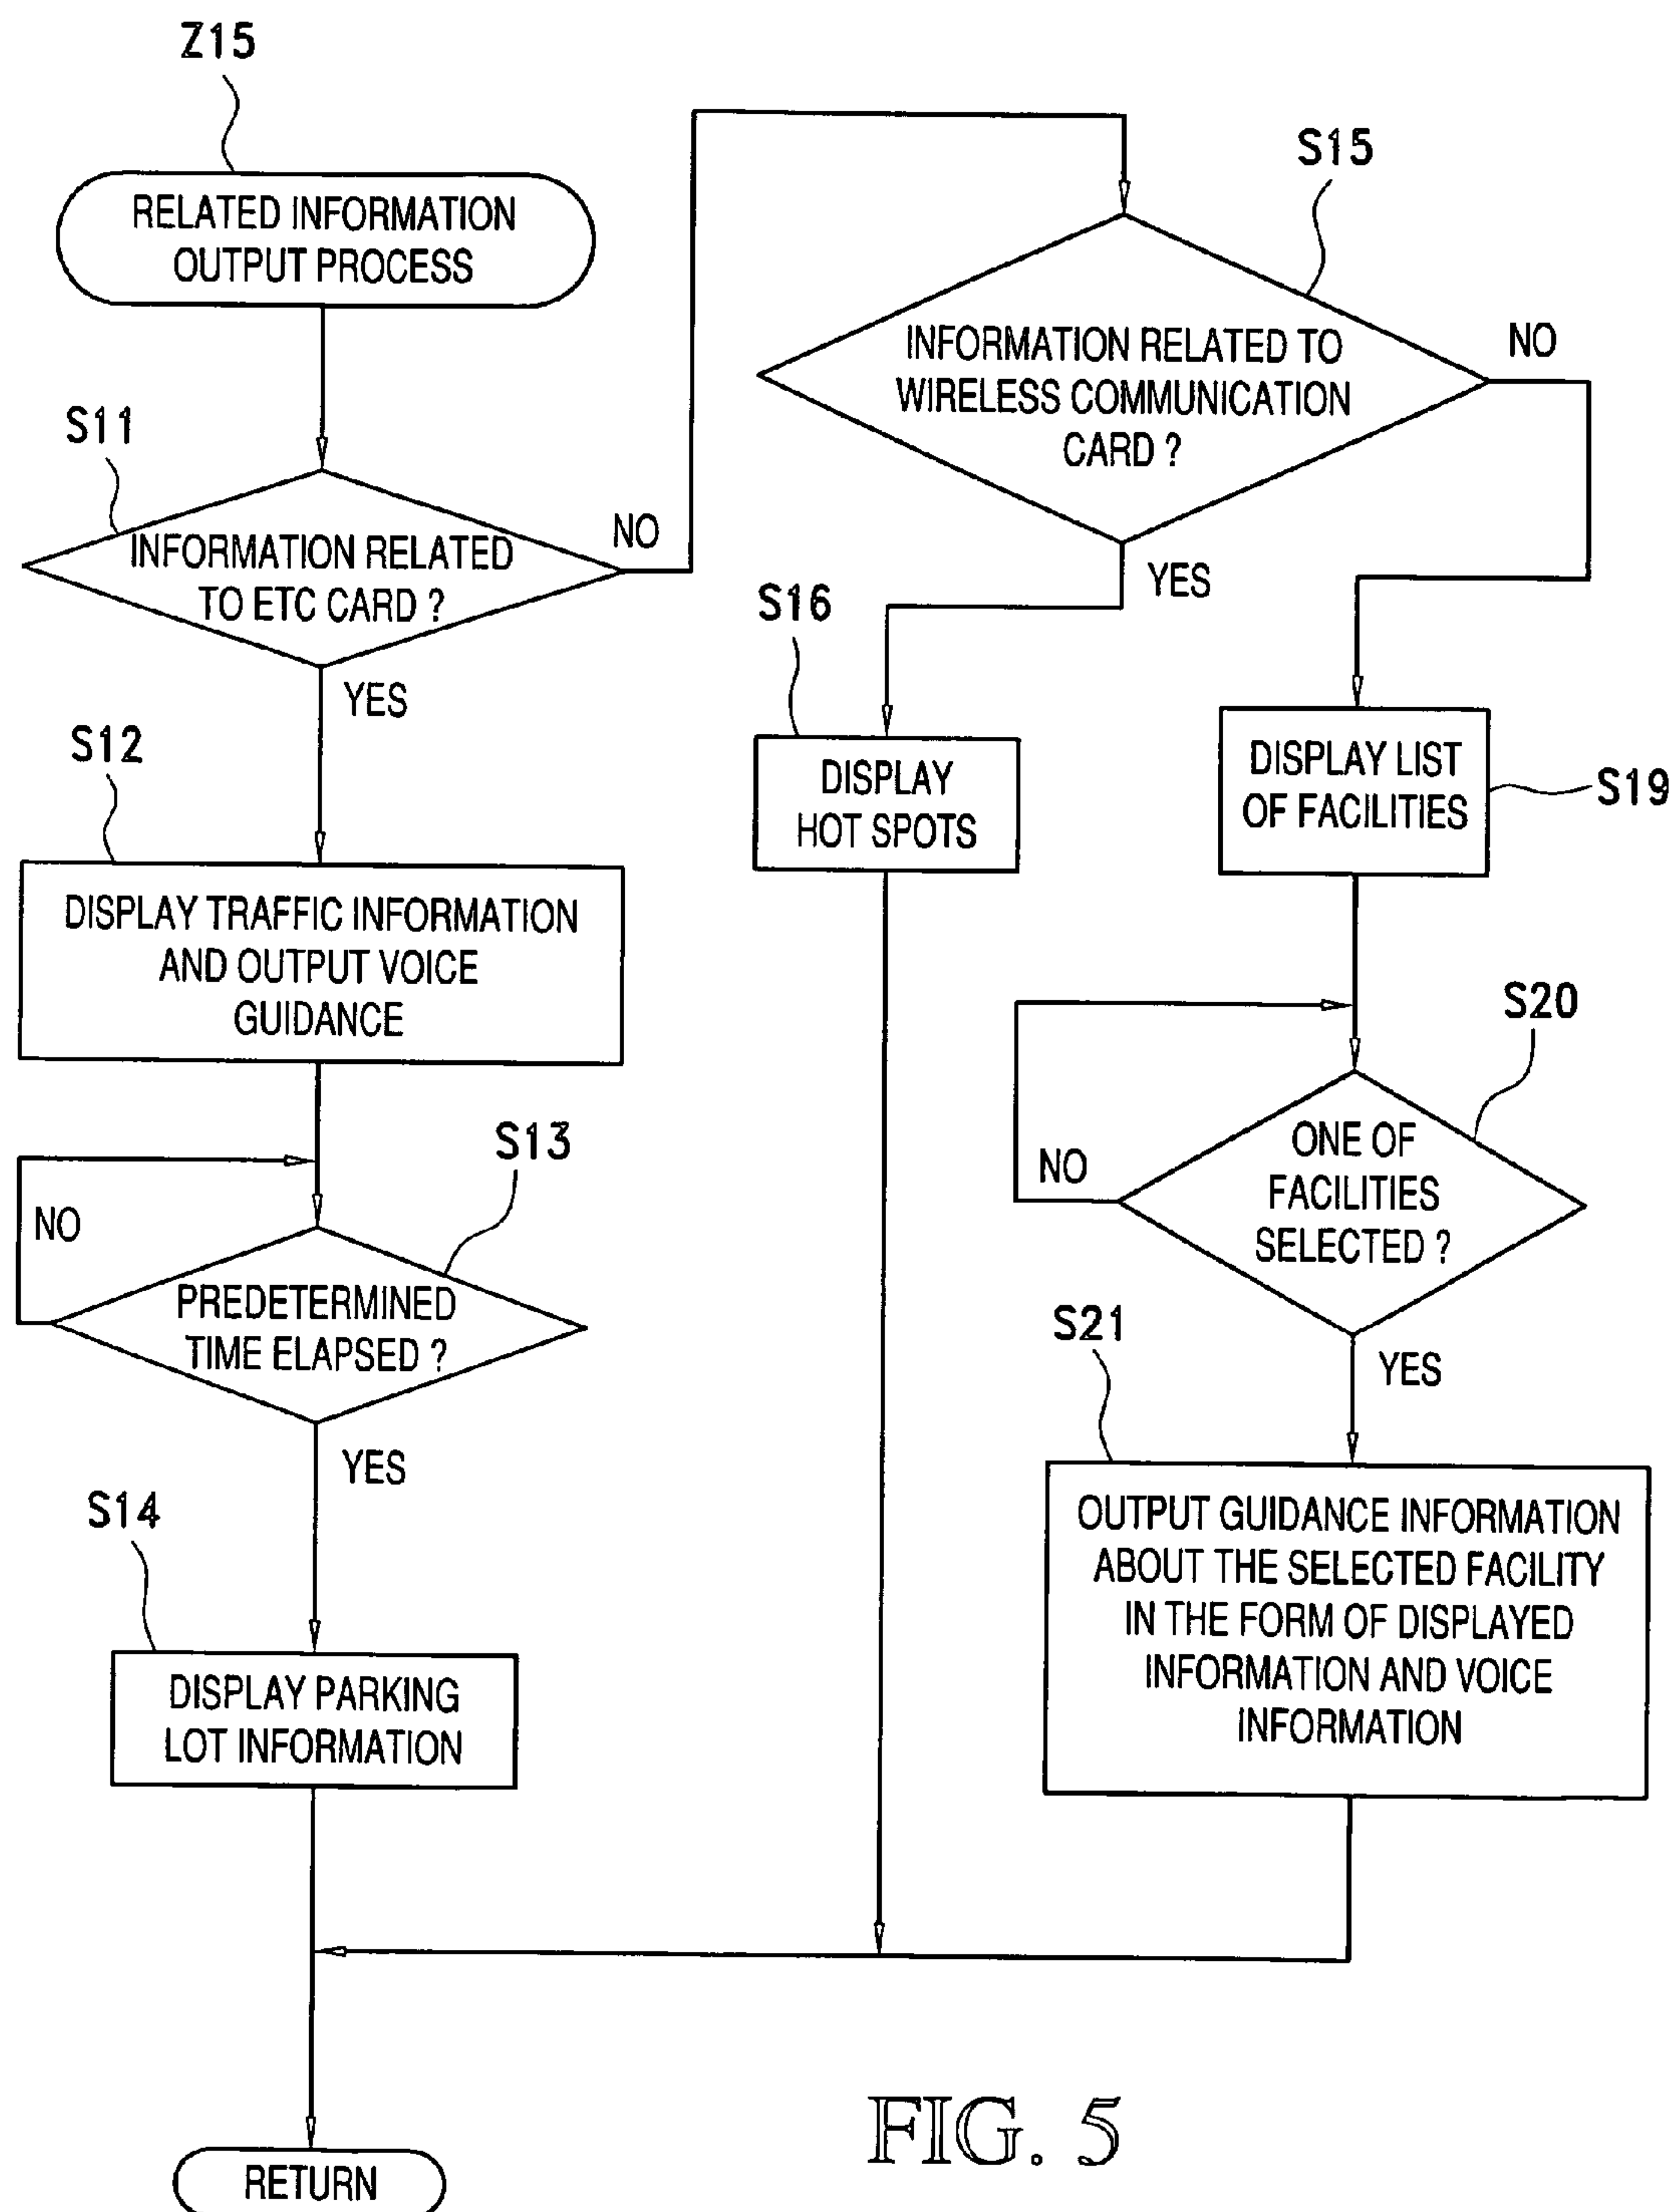 Z15
RELATED INFORMATION
OUTPUT PROCESS
S11
INFORMATION RELATED
TO ETC CARD ?
NO
YES
S12
DISPLAY TRAFFIC INFORMATION
AND OUTPUT VOICE
GUIDANCE
S13
NO
PREDETERMINED
TIME ELAPSED ?
YES
S14
DISPLAY PARKING
LOT INFORMATION
S15
INFORMATION RELATED TO
WIRELESS COMMUNICATION
CARD ?
NO
YES
S16
DISPLAY
HOT SPOTS
DISPLAY LIST
OF FACILITIES
S19
S20
ONE OF
FACILITIES
SELECTED ?
NO
YES
S21
OUTPUT GUIDANCE INFORMATION
ABOUT THE SELECTED FACILITY
IN THE FORM OF DISPLAYED
INFORMATION AND VOICE
INFORMATION
RETURN
FIG. 5